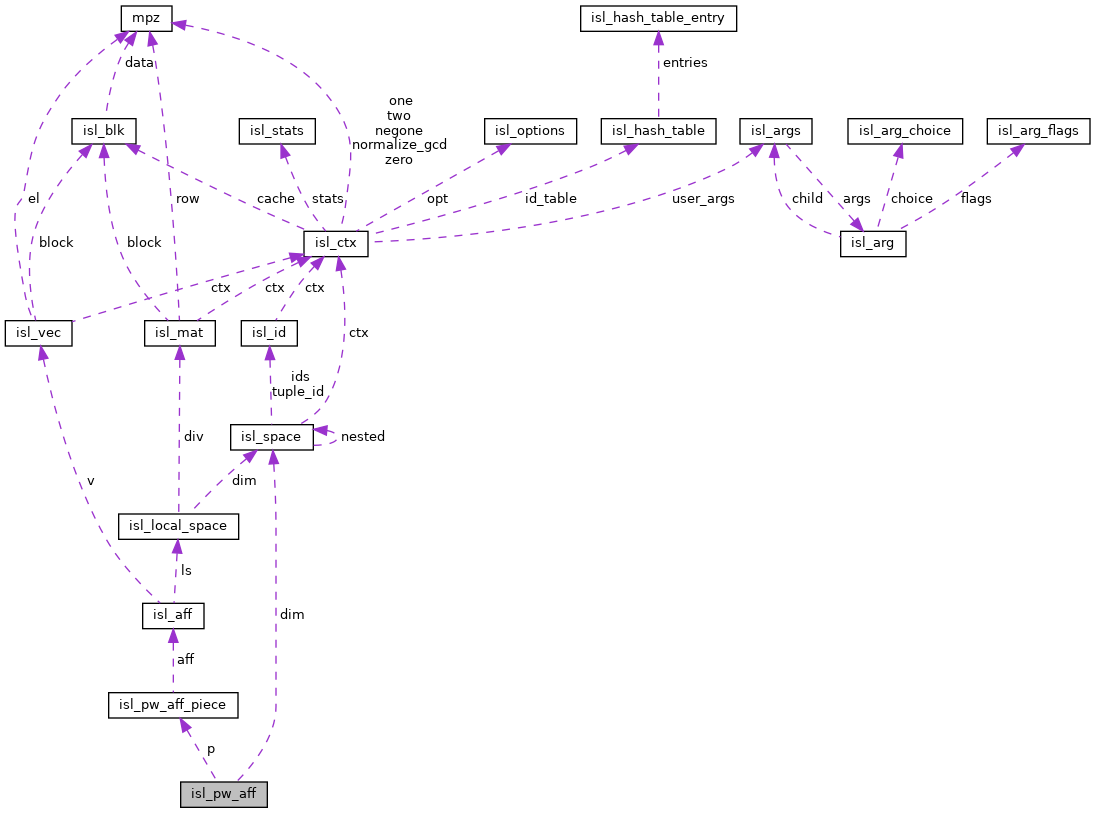 mpz
isl_hash_table_entry
data
entries
one
two
negone
normalize_gcd
zero
isl_blk
isl_stats
isl_options
isl_hash_table
isl_args
isl_arg_choice
isl_arg_flags
el
row
cache
stats
opt
id_table
user_args
child
args
choice
flags
block
block
isl_ctx
isl_arg
ctx
ctx
ctx
isl_vec
isl_mat
isl_id
ctx
ids
tuple_id
div
isl_space
nested
v
dim
isl_local_space
ls
isl_aff
dim
aff
isl_pw_aff_piece
p
isl_pw_aff